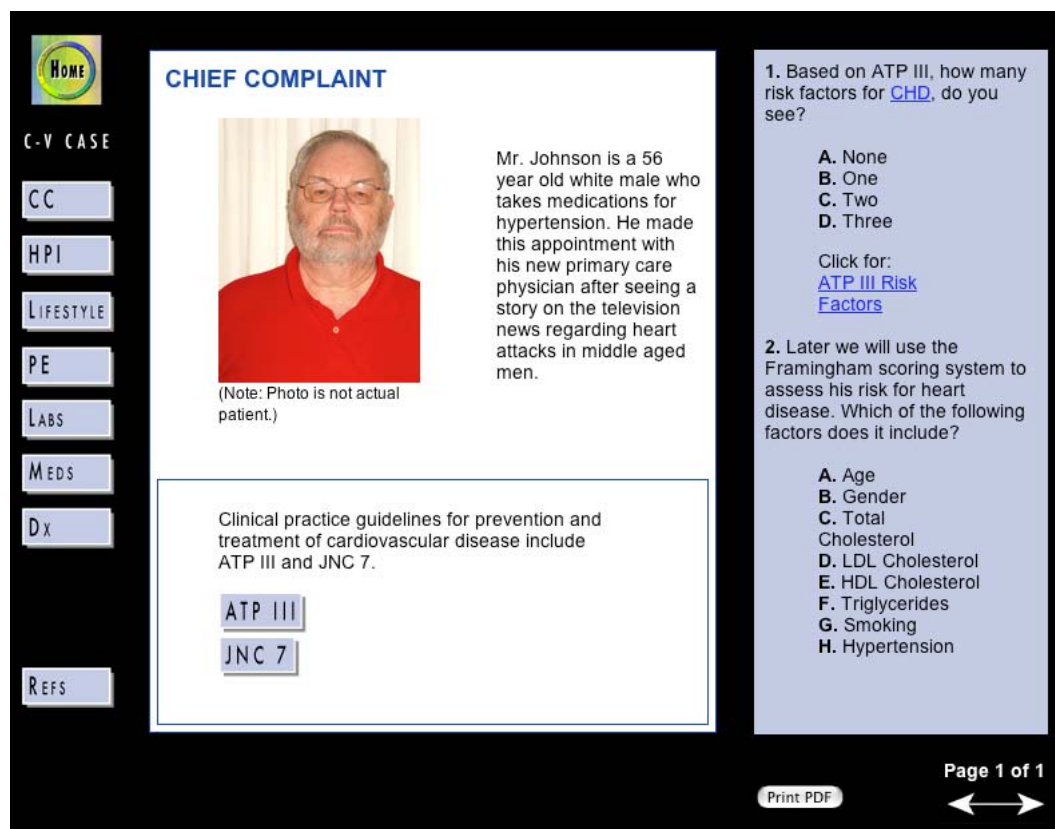 HOME
C-V CASE
CC
HPI
LIFESTYLE
PE
LABS
MEDS
DX
REFS
CHIEF COMPLAINT
(Note: Photo is not actual
patient.)
Mr. Johnson is a 56
year old white male who
takes medications for
hypertension. He made
this appointment with
his new primary care
physician after seeing a
story on the television
news regarding heart
attacks in middle aged
men.
Clinical practice guidelines for prevention and
treatment of cardiovascular disease include
ATP III and JNC 7.
ATP III
JNC 7
1. Based on ATP III, how many
risk factors for CHD, do you
see?
A. None
B. One
C. Two
D. Three
Click for:
ATP III Risk
Factors
2. Later we will use the
Framingham scoring system to
assess his risk for heart
disease. Which of the following
factors does it include?
A. Age
B. Gender
C. Total
Cholesterol
D. LDL Cholesterol
E. HDL Cholesterol
F. Triglycerides
G. Smoking
H. Hypertension
Page 1 of 1
Print PDF